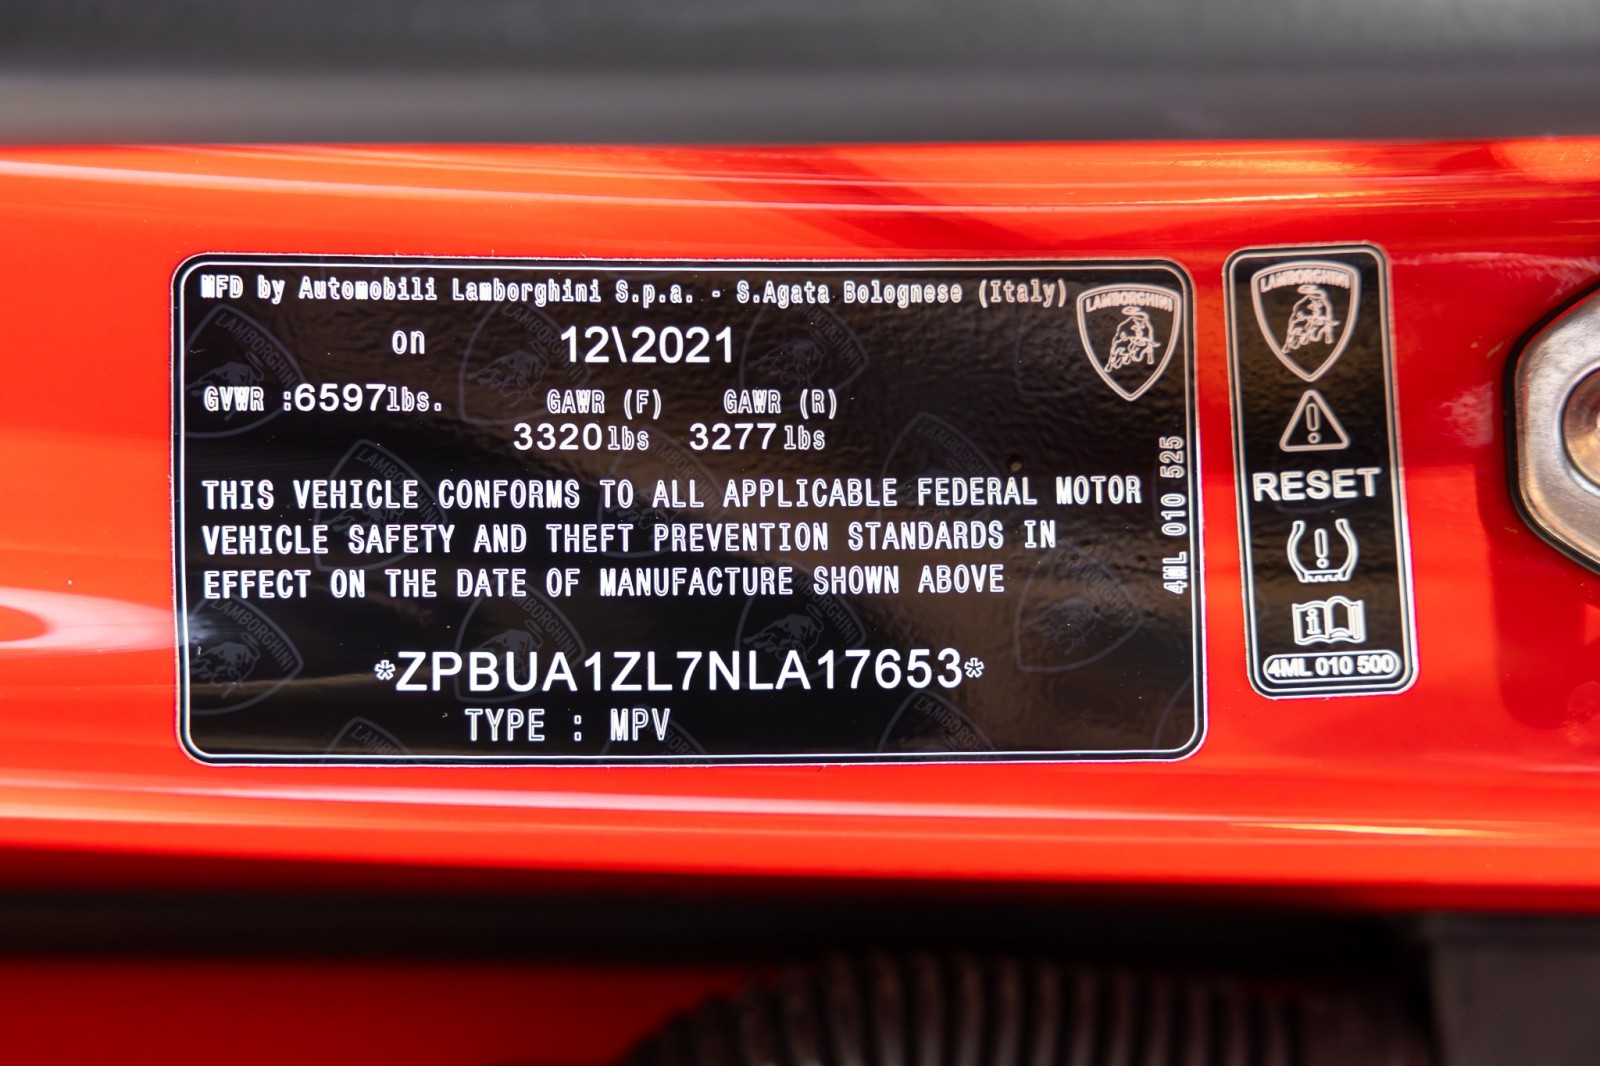 MFD by Automobili Lamborghini S.p.a. - S.Agata Bolognese (Italy)
on 12\2021
GVWR :6597lbs. GAWR (F) GAWR (R)
3320lbs 3277lbs
THIS VEHICLE CONFORMS TO ALL APPLICABLE FEDERAL MOTOR
VEHICLE SAFETY AND THEFT PREVENTION STANDARDS IN
EFFECT ON THE DATE OF MANUFACTURE SHOWN ABOVE
*ZPBUA1ZL7NLA17653*
TYPE : MPV
LAMBORGHINI
4ML 010 525
LAMBORGHINI
RESET
i
4ML 010 500